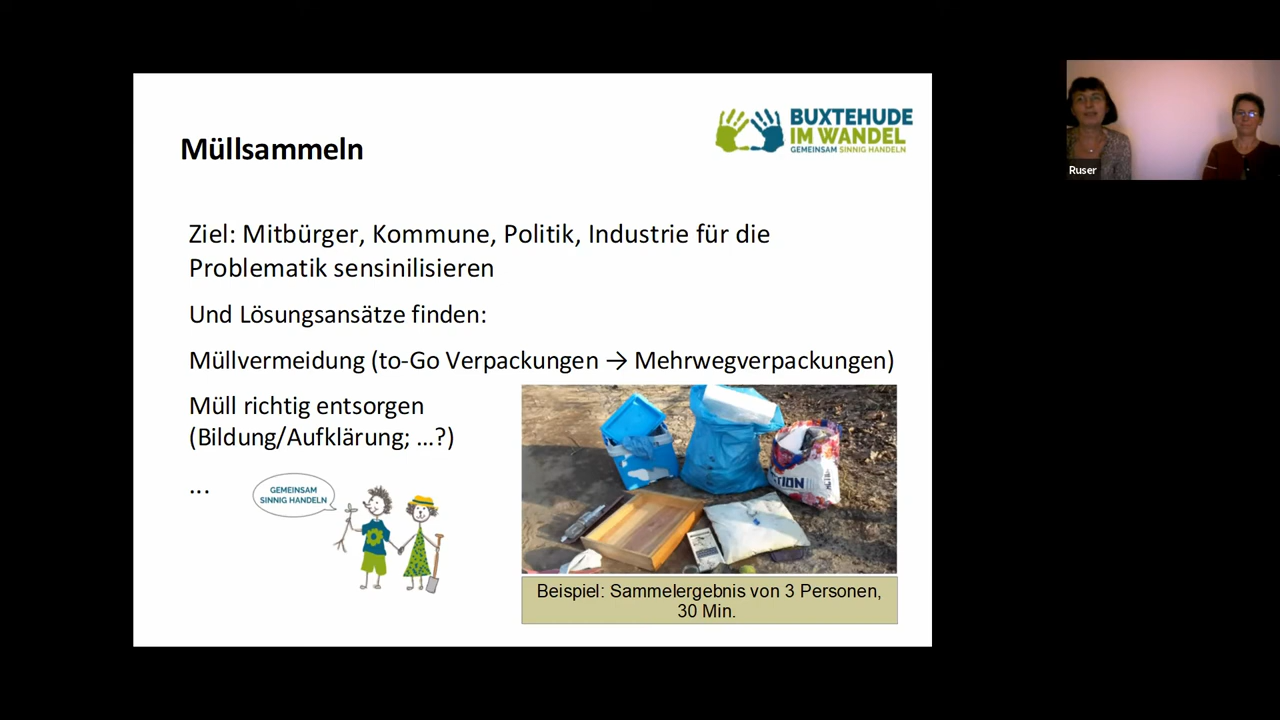 Müllsammeln
BUXTEHUDE
IM WANDEL
GEMEINSAM SINNIG HANDELN
Ziel: Mitbürger, Kommune, Politik, Industrie für die
Problematik sensinilisieren
Und Lösungsansätze finden:
Müllvermeidung (to-Go Verpackungen → Mehrwegverpackungen)
Müll richtig entsorgen
(Bildung/Aufklärung; ...?)
...
GEMEINSAM
SINNIG HANDELN
Beispiel: Sammelergebnis von 3 Personen,
30 Min.
Ruser